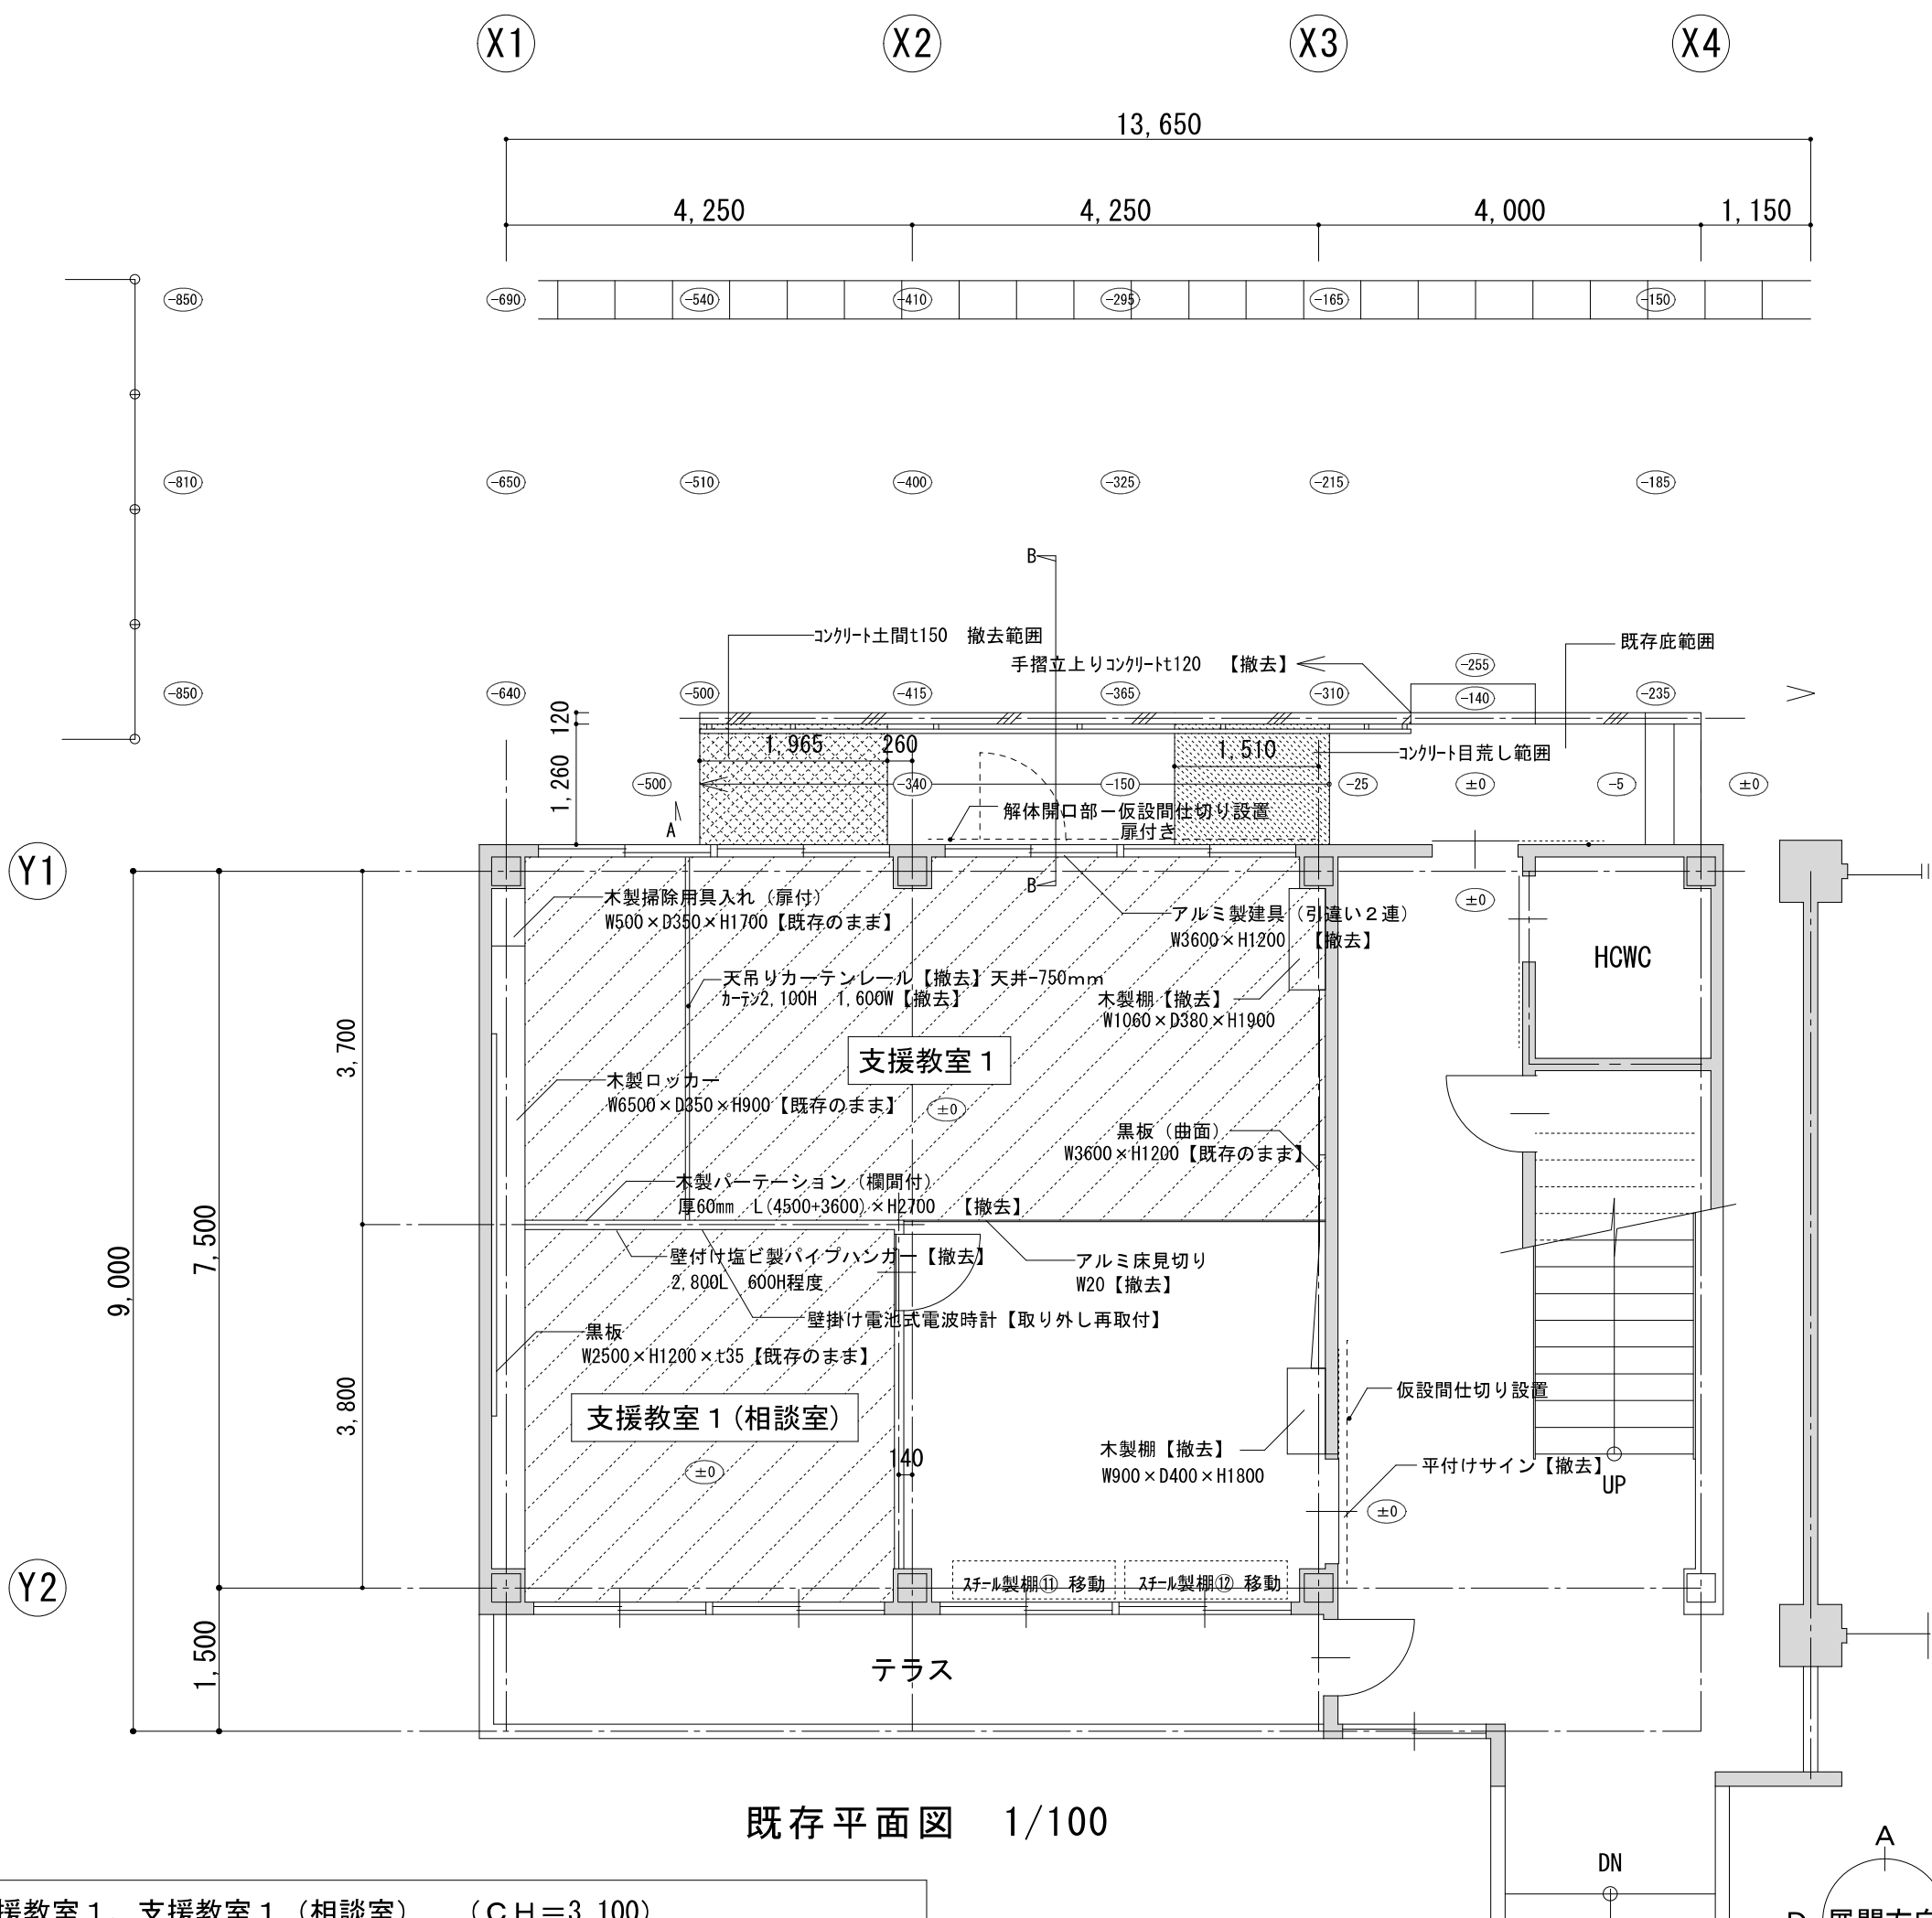 X1
X2
X3
X4
13,650
4,250
4,250
4,000
1,150
-850
-690
-540
-410
-295
-165
-150
-810
-650
-510
-400
-325
-215
-185
B
コンクリート土間t150 撤去範囲
既存庇範囲
手摺立上りコンクリートt120 【撤去】
-255
-850
-640
-500
-415
-365
-310
-140
-235
120
1,965
260
1,510
コンクリート目荒し範囲
1,260
-500
-340
-150
-25
±0
-5
±0
解体開口部ー仮設間仕切り設置
扉付き
A
Y1
B
木製掃除用具入れ（扉付）
W500×D350×H1700【既存のまま】
±0
アルミ製建具（引違い２連）
W3600×H1200 【撤去】
HCWC
天吊りカーテンレール【撤去】天井-750mm
カーテン2,100H 1,600W【撤去】
木製棚【撤去】
W1060×D380×H1900
3,700
支援教室１
木製ロッカー
W6500×D350×H900【既存のまま】
±0
黒板（曲面）
W3600×H1200【既存のまま】
木製パーテーション（欄間付）
厚60mm L(4500+3600)×H2700 【撤去】
7,500
9,000
壁付け塩ビ製パイプハンガー【撤去】
2,800L 600H程度
アルミ床見切り
W20【撤去】
壁掛け電池式電波時計【取り外し再取付】
黒板
W2500×H1200×t35【既存のまま】
3,800
仮設間仕切り設置
支援教室１(相談室)
木製棚【撤去】
W900×D400×H1800
140
±0
平付けサイン【撤去】
UP
±0
Y2
スチール製棚⑪ 移動
スチール製棚⑫ 移動
1,500
テラス
既存平面図 1/100
A
DN
援教室１、支援教室１（相談室） （ＣＨ＝3,100）
D
展開方向